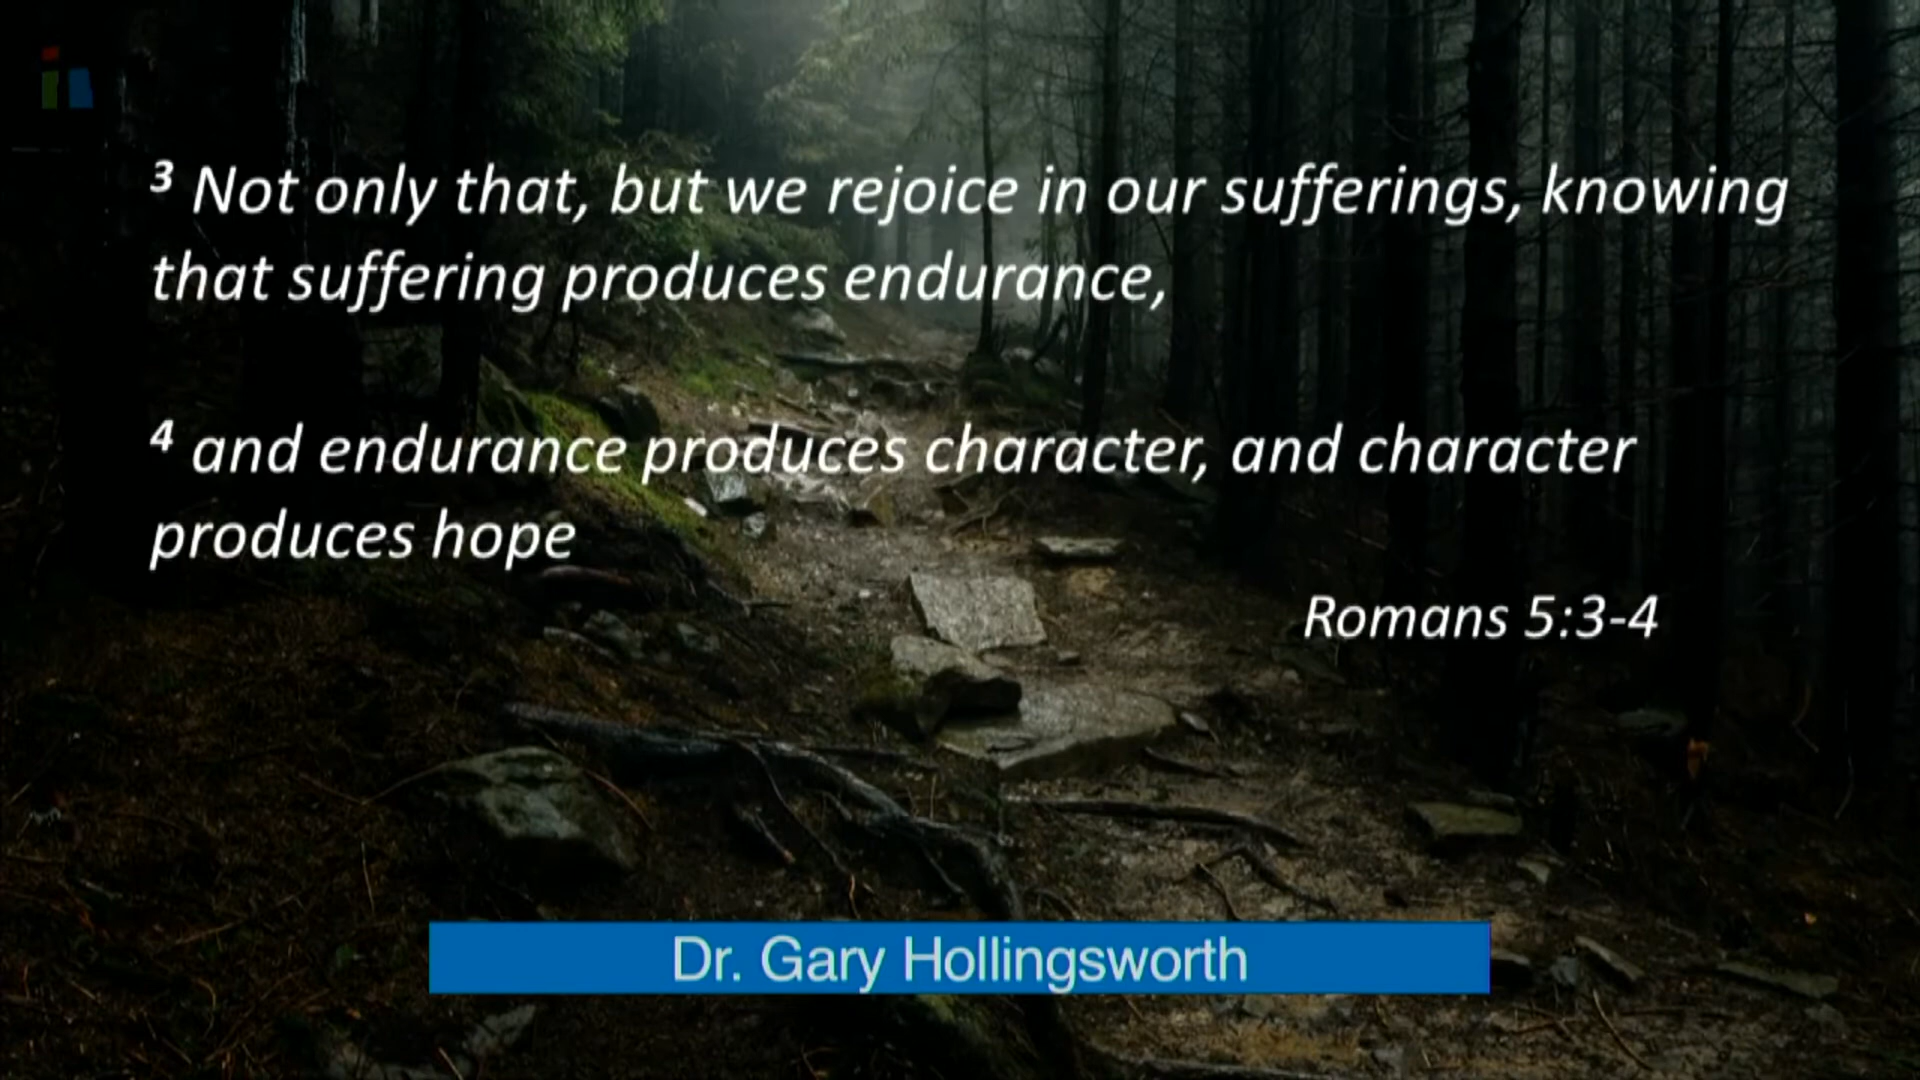 3 Not only that, but we rejoice in our sufferings, knowing
that suffering produces endurance,
4 and endurance produces character, and character
produces hope
Romans 5:3-4
Dr. Gary Hollingsworth